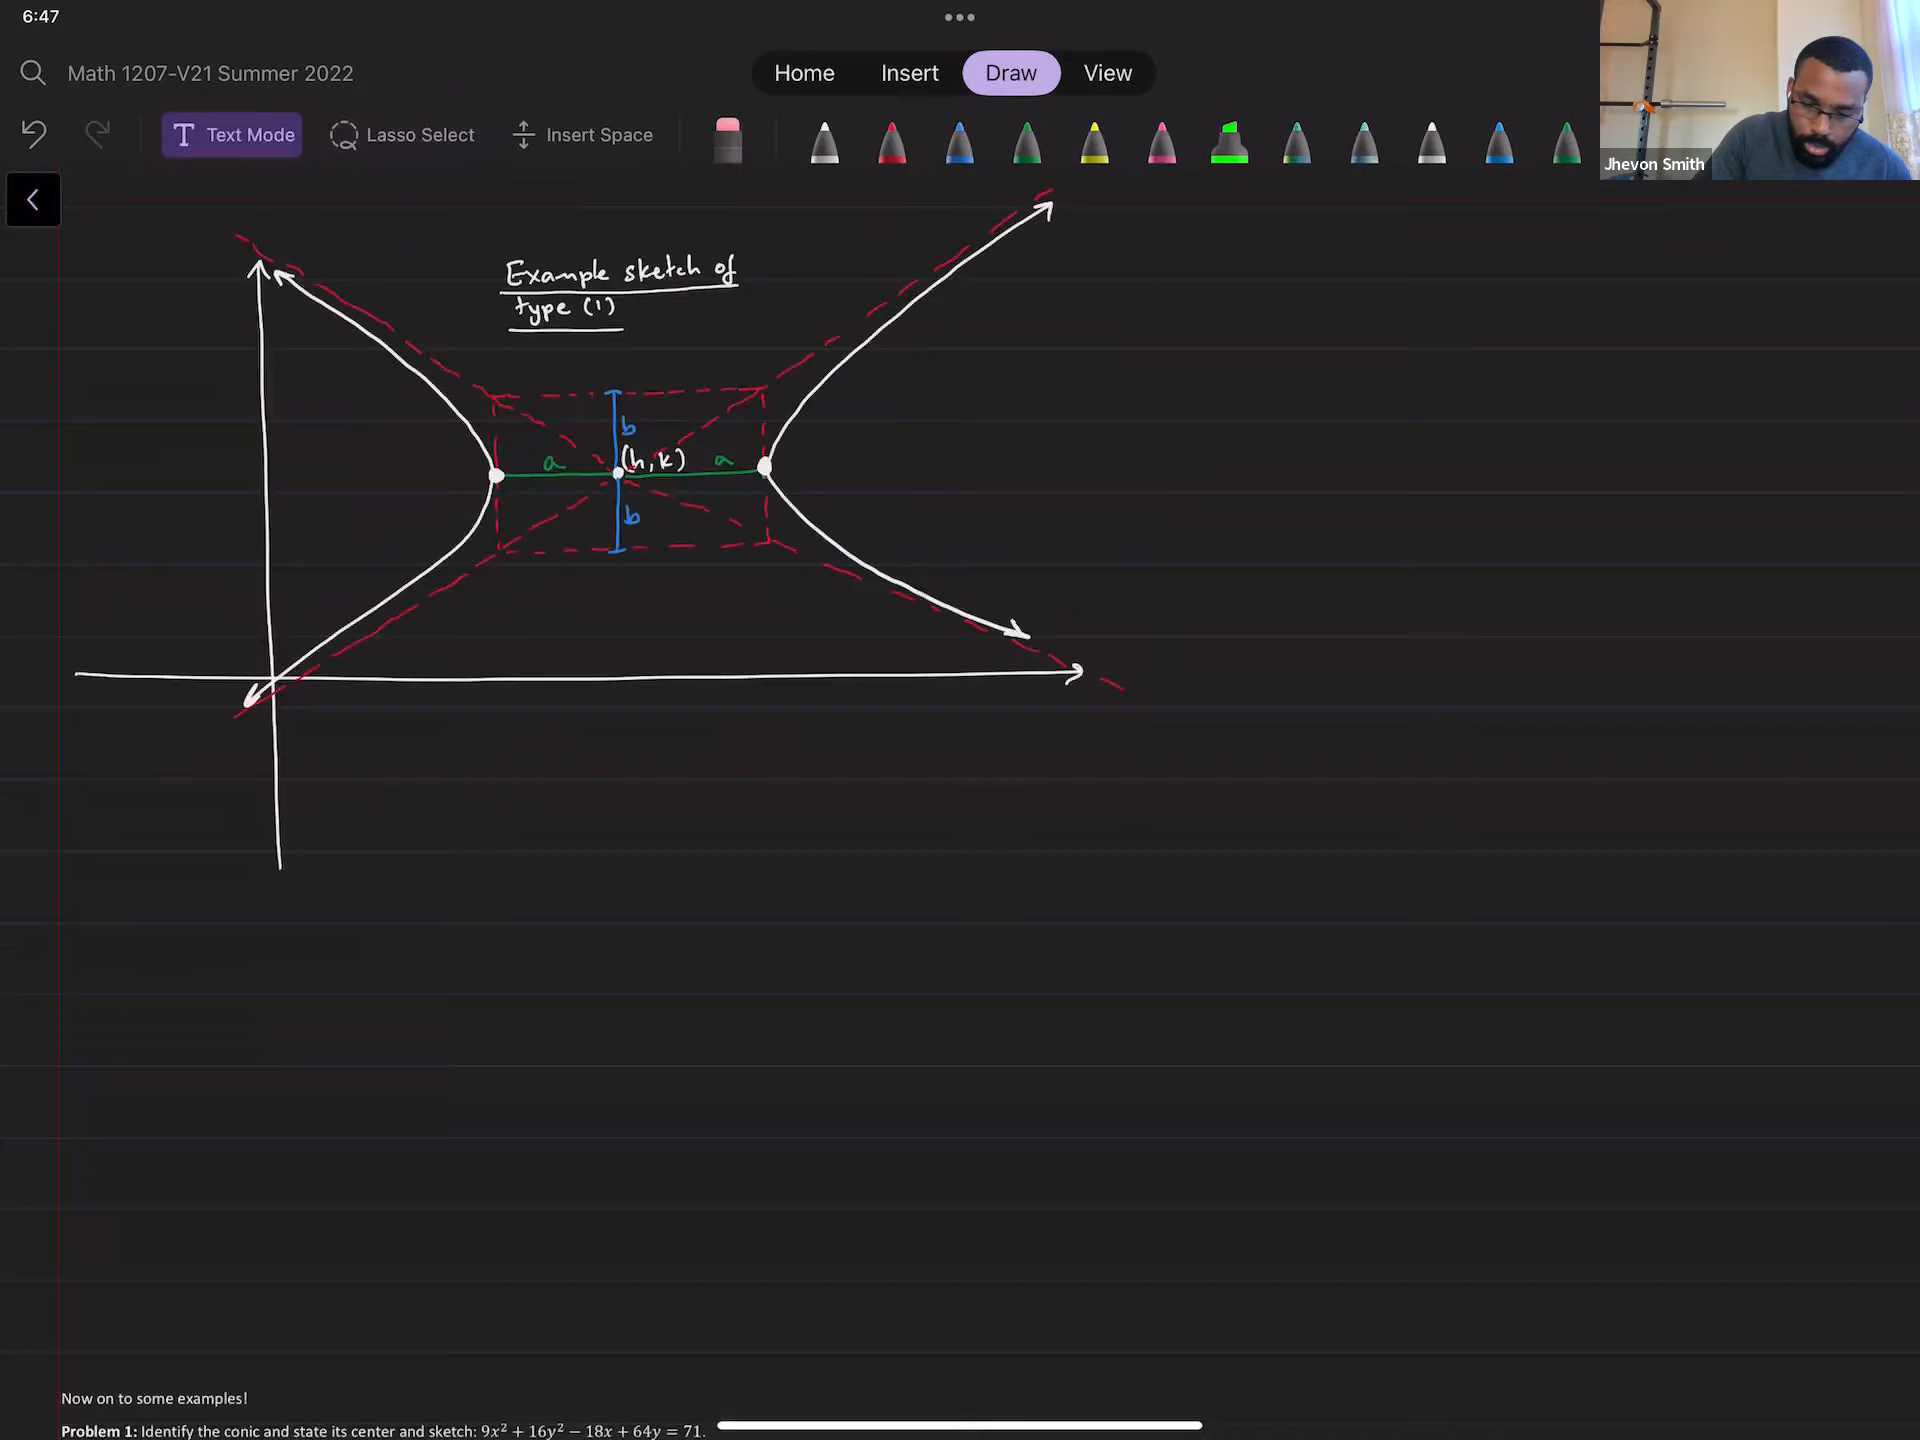 6:47
Math 1207-V21 Summer 2022
Home Insert Draw View
Text Mode Lasso Select Insert Space
Jhevon Smith
Example sketch of
type (1)
b
a (h,k) a
b
Now on to some examples!
Problem 1: Identify the conic and state its center and sketch: 9x² + 16y² − 18x + 64y = 71.